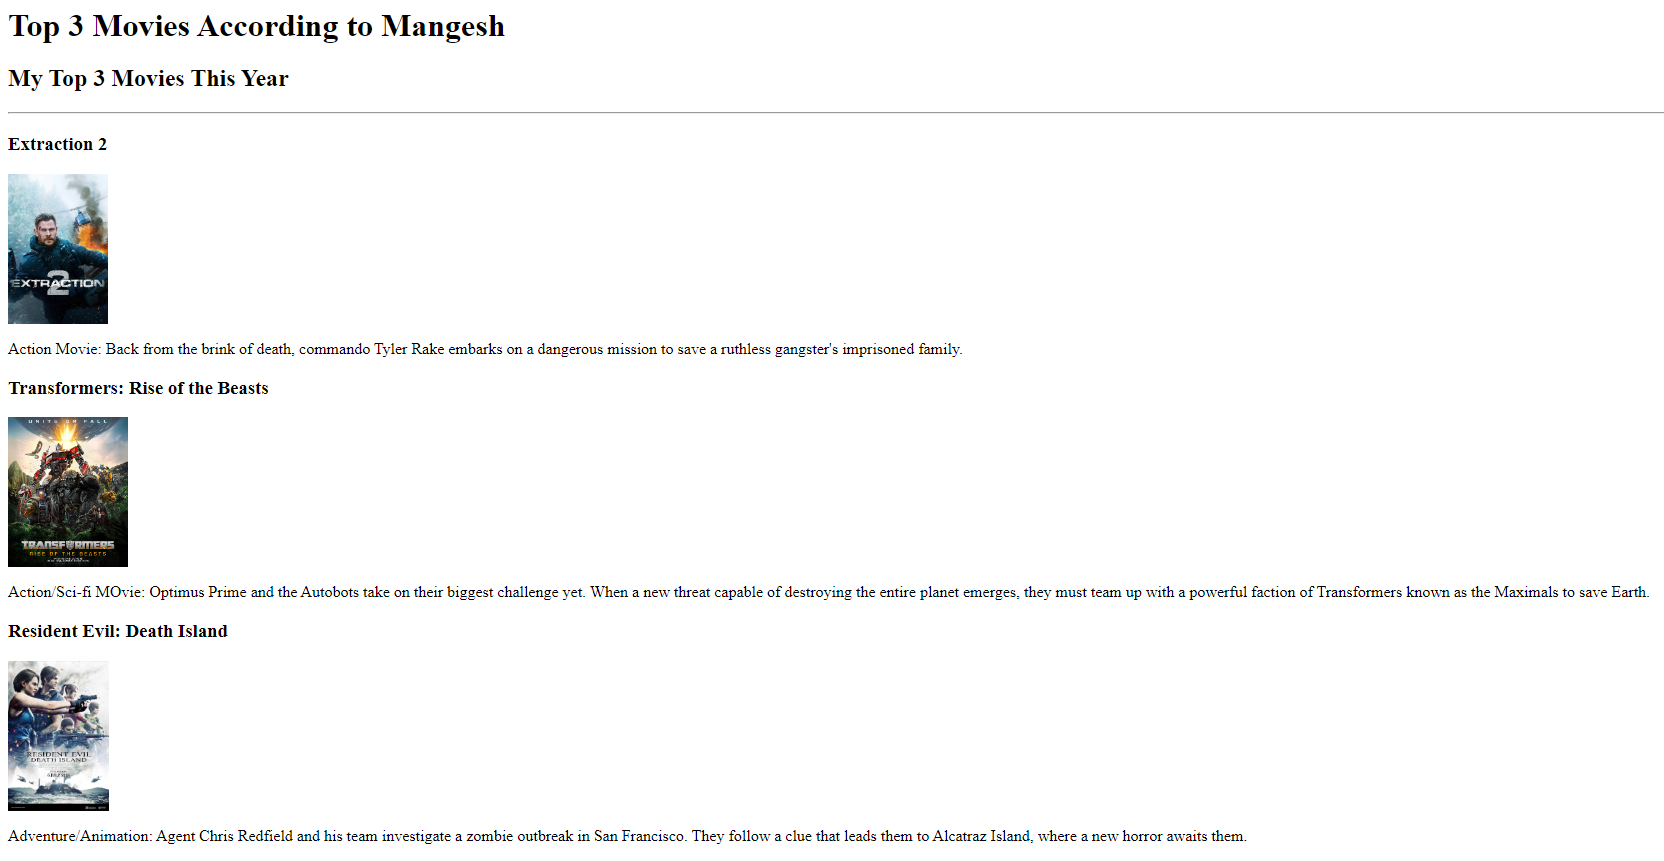 Top 3 Movies According to Mangesh
My Top 3 Movies This Year
Extraction 2
EXTRACTION
2
Action Movie: Back from the brink of death, commando Tyler Rake embarks on a dangerous mission to save a ruthless gangster's imprisoned family.
Transformers: Rise of the Beasts
UNITE OR FALL
TRANSFORMERS
RISE OF THE BEASTS
Action/Sci-fi MOvie: Optimus Prime and the Autobots take on their biggest challenge yet. When a new threat capable of destroying the entire planet emerges, they must team up with a powerful faction of Transformers known as the Maximals to save Earth.
Resident Evil: Death Island
RESIDENT EVIL
DEATH ISLAND
Adventure/Animation: Agent Chris Redfield and his team investigate a zombie outbreak in San Francisco. They follow a clue that leads them to Alcatraz Island, where a new horror awaits them.